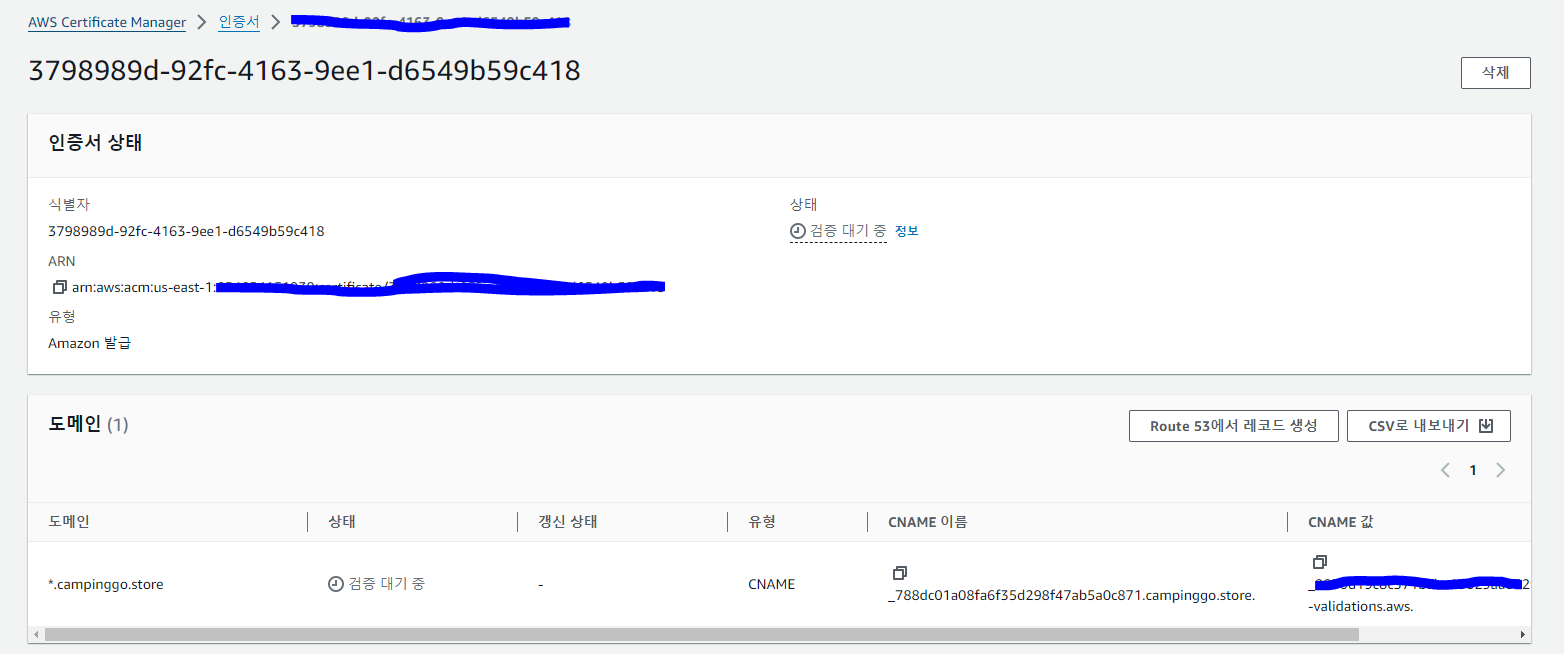 AWS Certificate Manager > 인증서 >
3798989d-92fc-4163-9ee1-d6549b59c418
삭제
인증서 상태
식별자
3798989d-92fc-4163-9ee1-d6549b59c418
상태
검증 대기 중 정보
ARN
arn:aws:acm:us-east-1:
유형
Amazon 발급
도메인 (1)
Route 53에서 레코드 생성
CSV로 내보내기
1
도메인 상태 갱신 상태 유형 CNAME 이름 CNAME 값
*.campinggo.store 검증 대기 중 - CNAME _788dc01a08fa6f35d298f47ab5a0c871.campinggo.store.
-validations.aws.